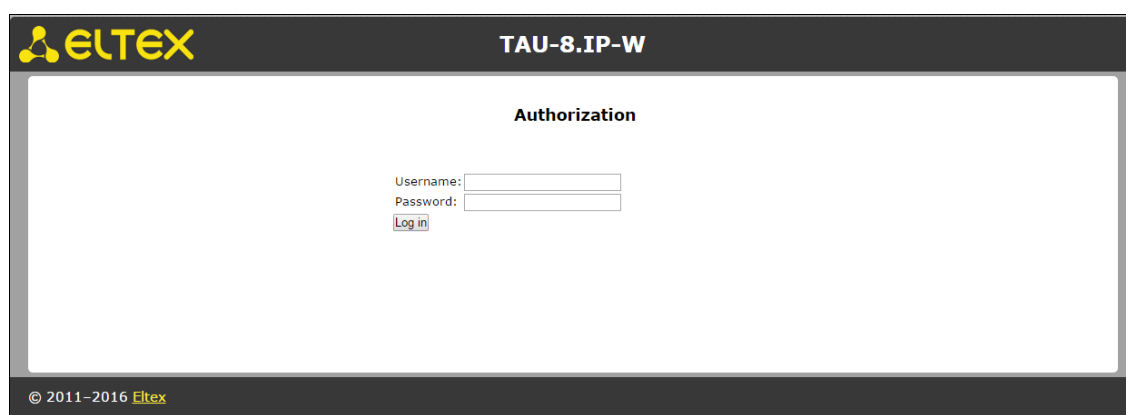 ELTEX
TAU-8.IP-W
Authorization
Username:
Password:
Log in
© 2011–2016 Eltex